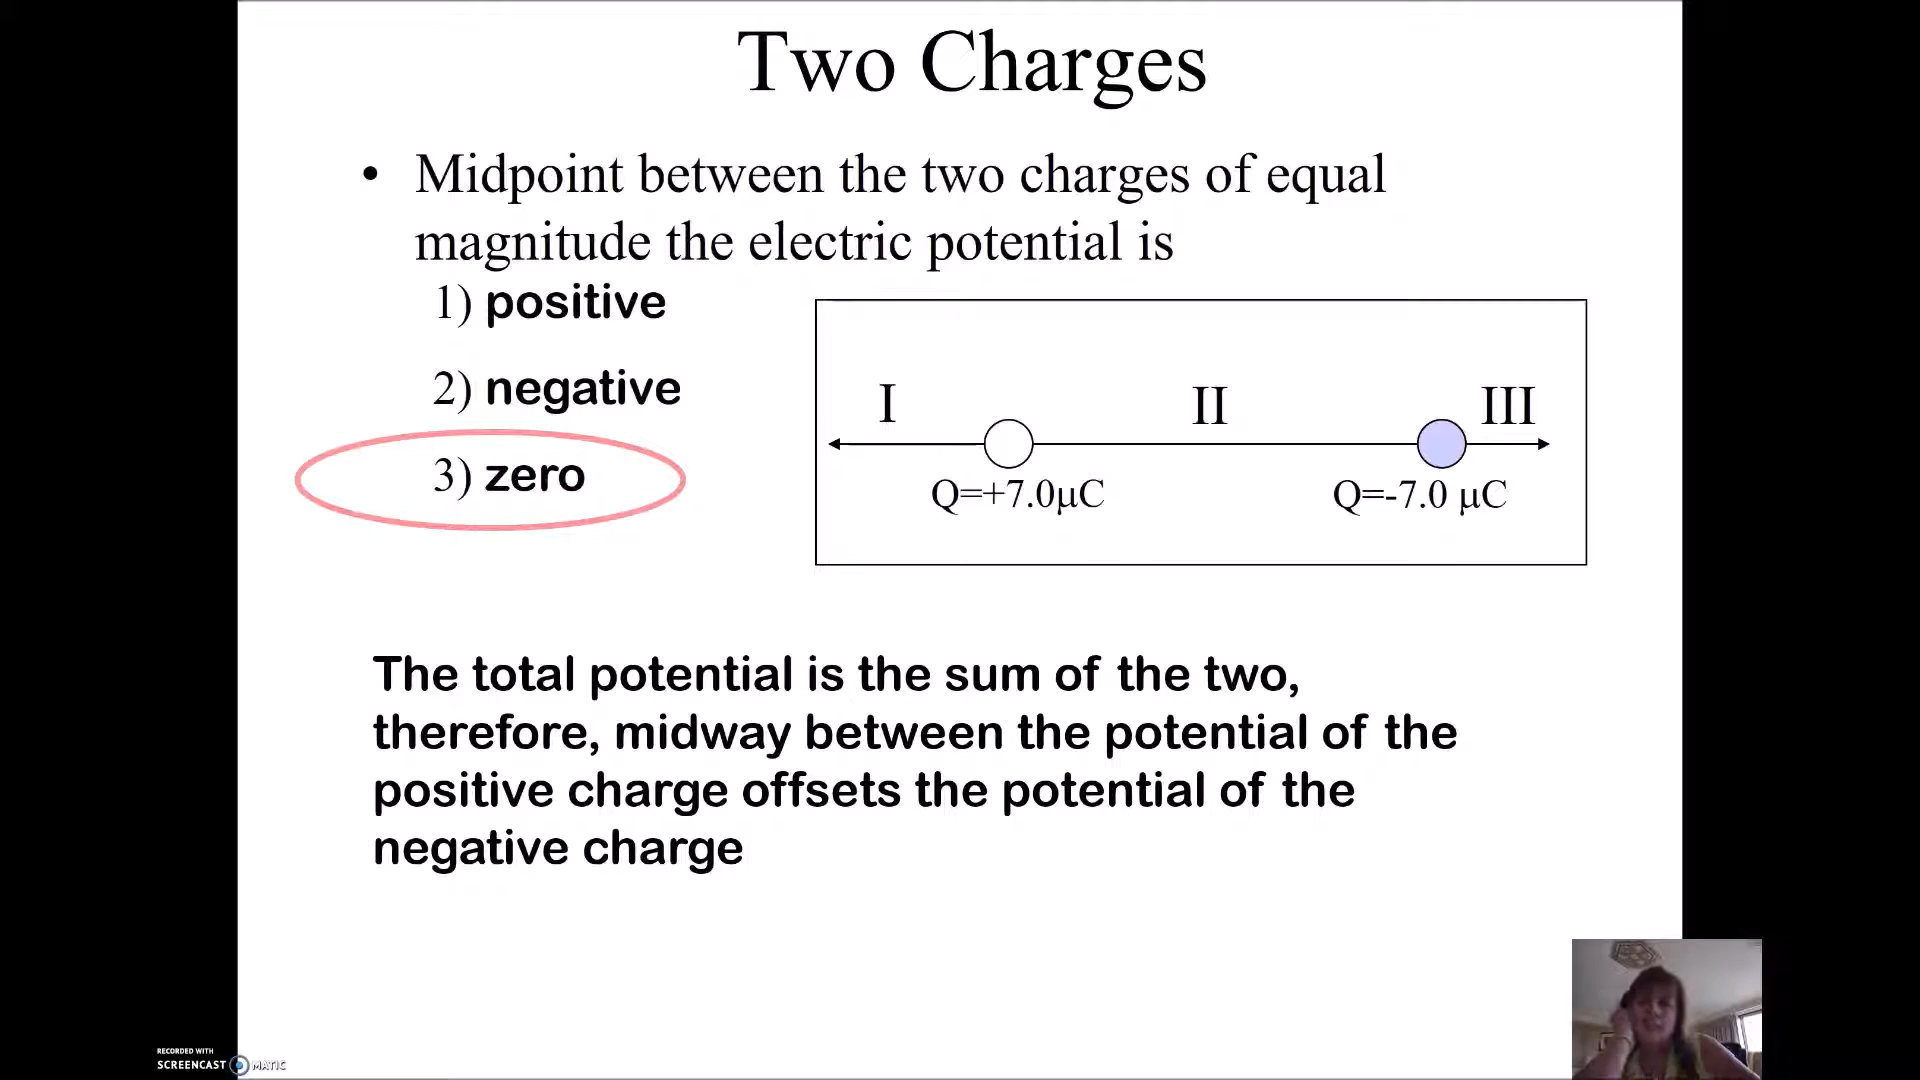 Two Charges
• Midpoint between the two charges of equal
magnitude the electric potential is
1) positive
2) negative
3) zero
I II III
Q=+7.0μC Q=-7.0 μC
The total potential is the sum of the two,
therefore, midway between the potential of the
positive charge offsets the potential of the
negative charge
RECORDED WITH
SCREENCAST MATIC